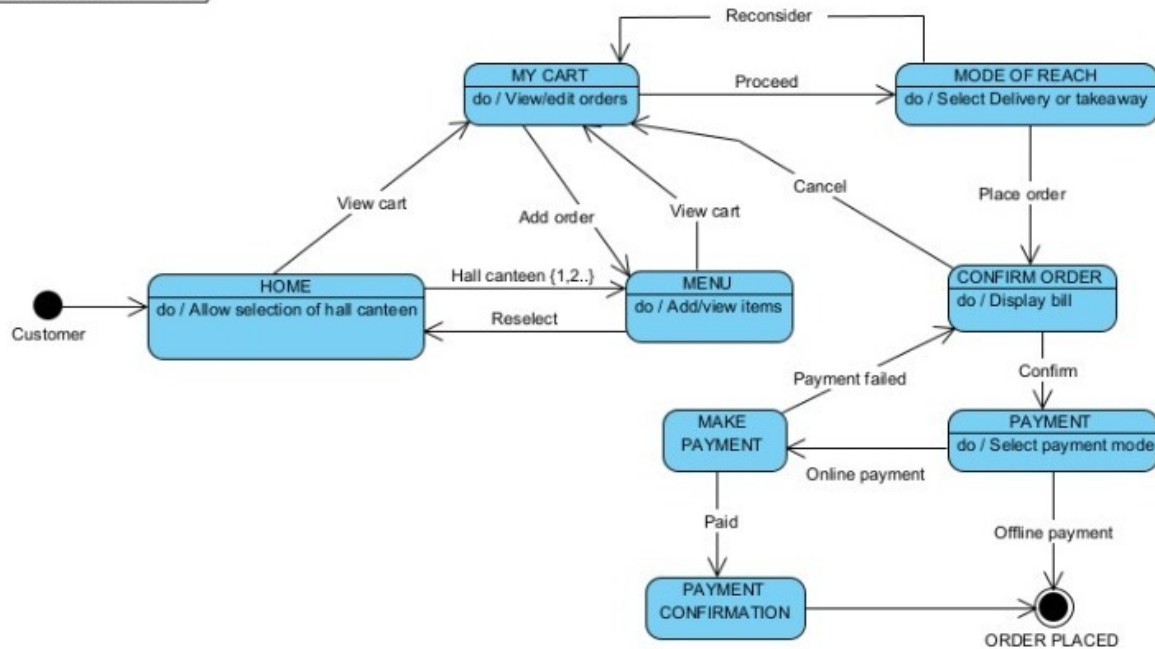 Reconsider
MY CART
do / View/edit orders
Proceed
MODE OF REACH
do / Select Delivery or takeaway
View cart
Add order
View cart
Cancel
Place order
Customer
HOME
do / Allow selection of hall canteen
Hall canteen {1,2..}
Reselect
MENU
do / Add/view items
CONFIRM ORDER
do / Display bill
Payment failed
Confirm
MAKE
PAYMENT
Online payment
PAYMENT
do / Select payment mode
Paid
Offline payment
PAYMENT
CONFIRMATION
ORDER PLACED